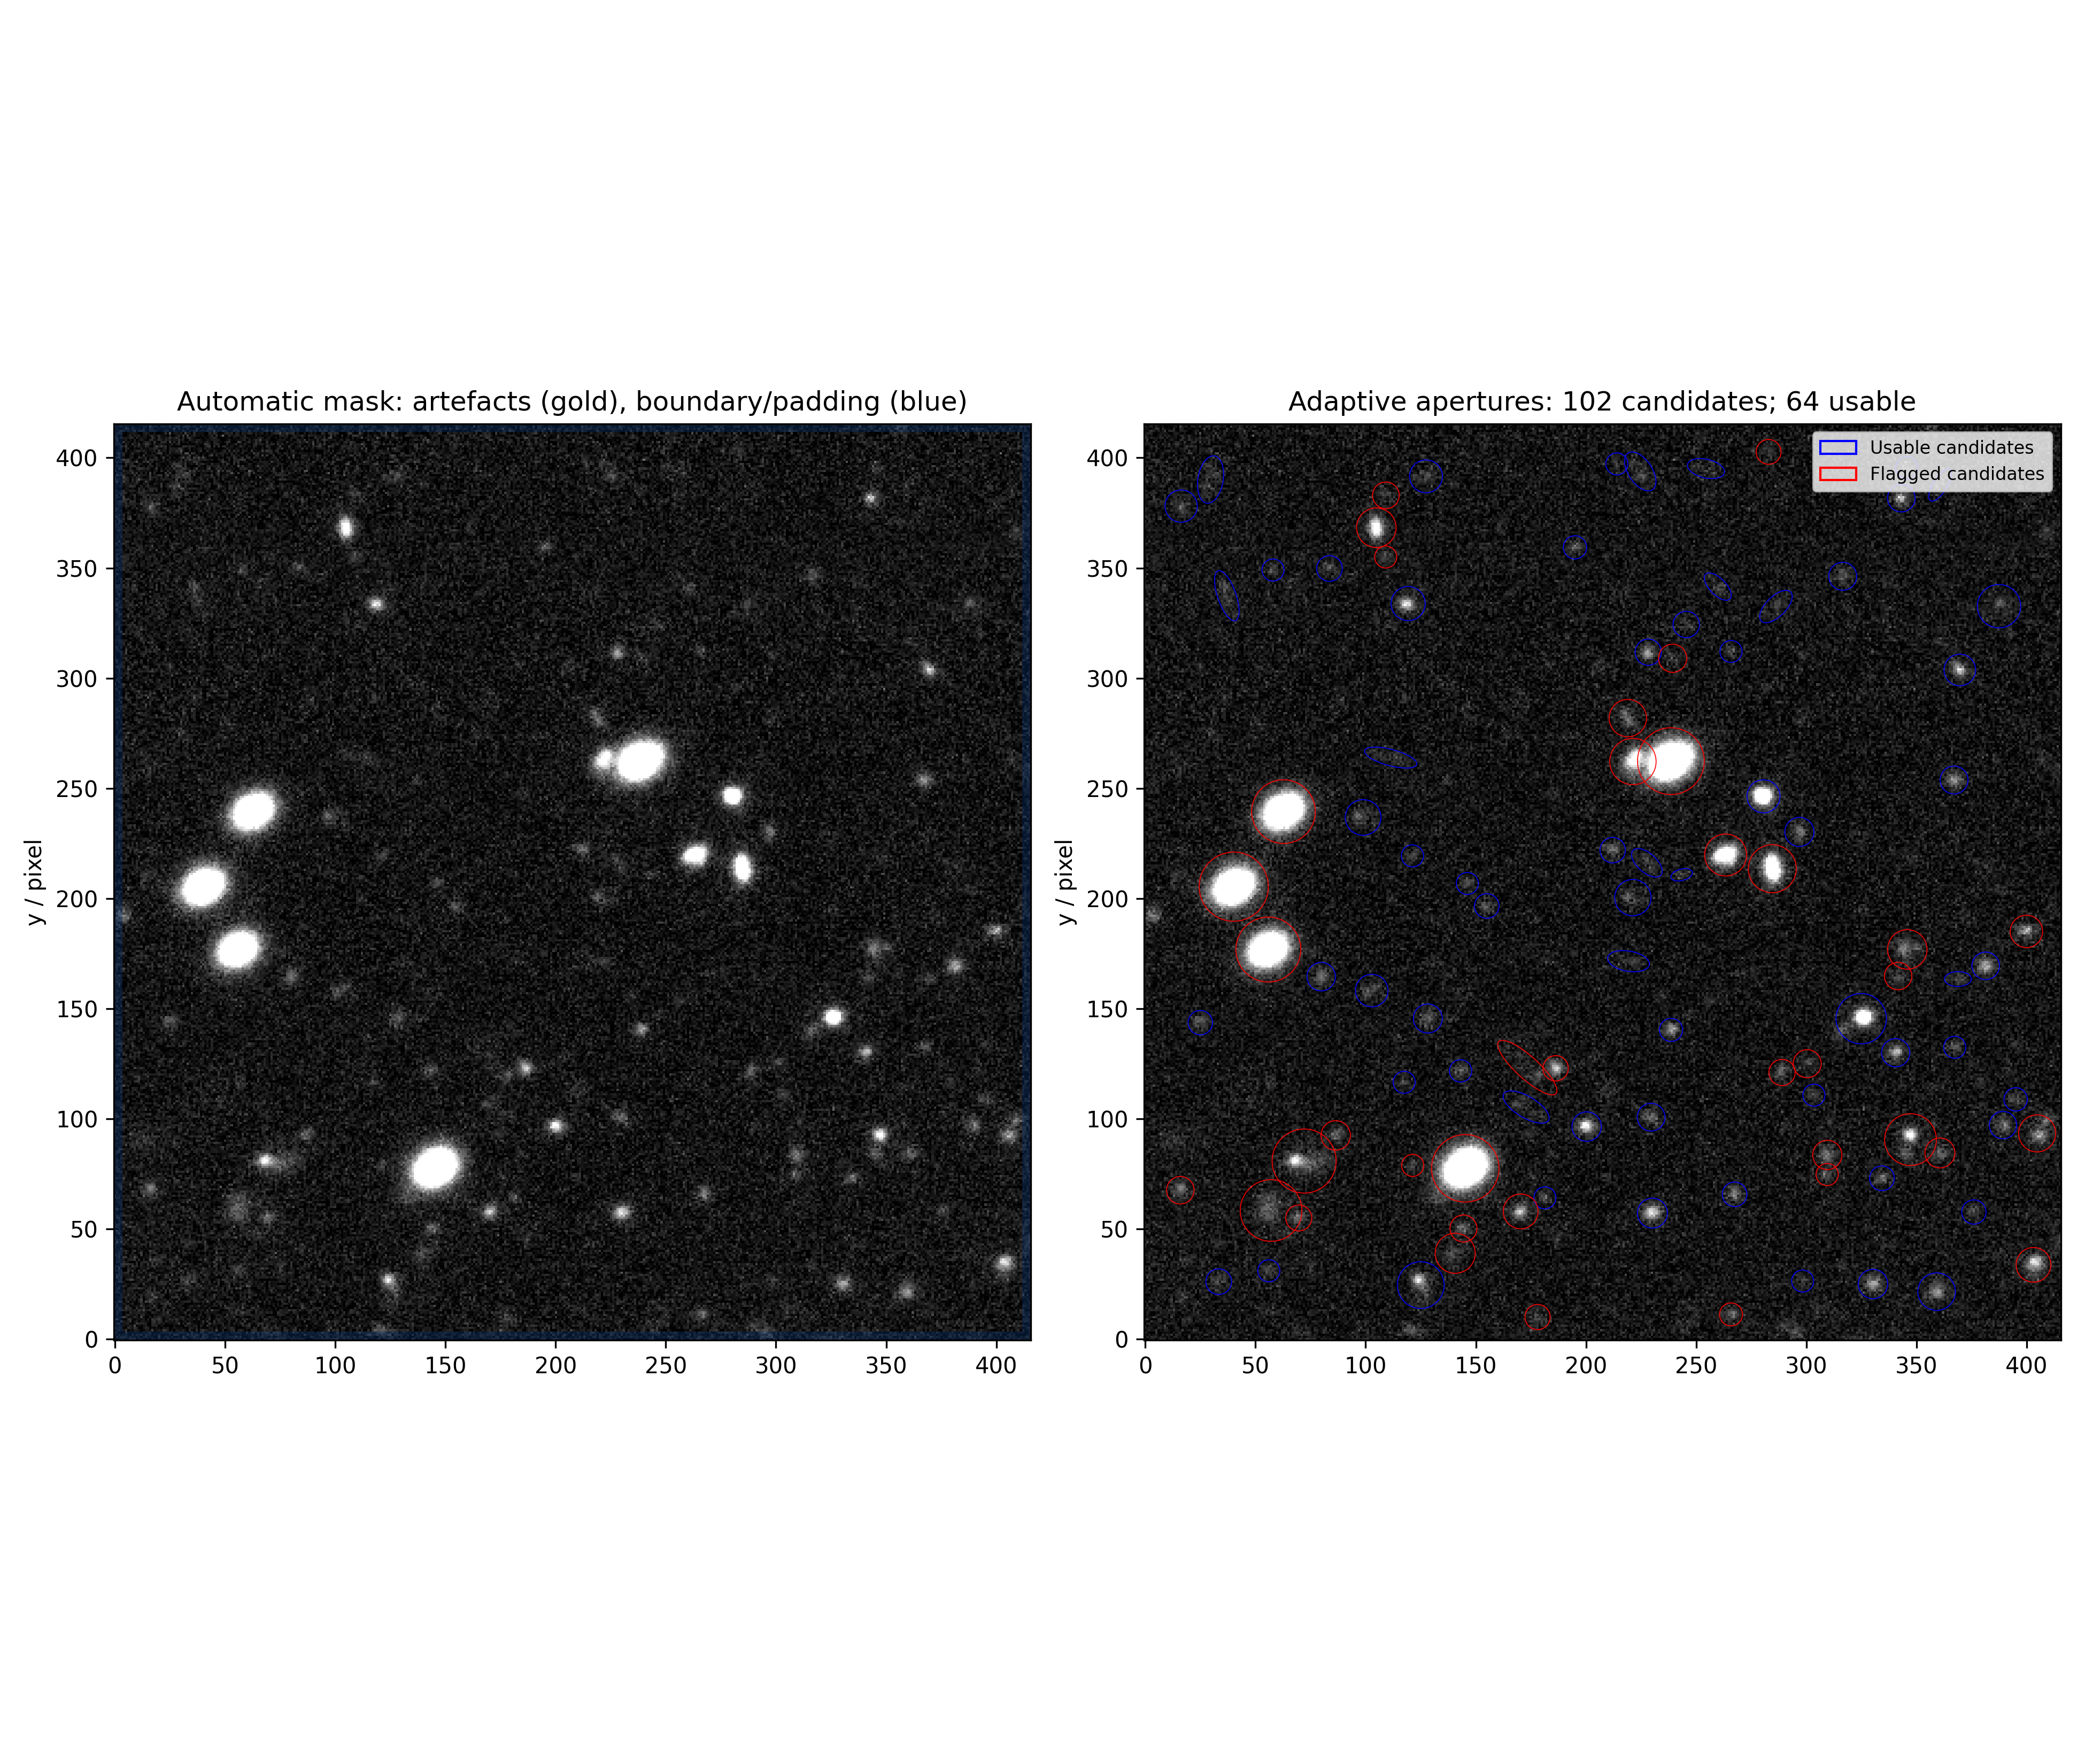 Automatic mask: artefacts (gold), boundary/padding (blue)
Adaptive apertures: 102 candidates; 64 usable
Usable candidates
Flagged candidates
y / pixel
400
350
300
250
200
150
100
50
0
0 50 100 150 200 250 300 350 400
y / pixel
400
350
300
250
200
150
100
50
0
0 50 100 150 200 250 300 350 400